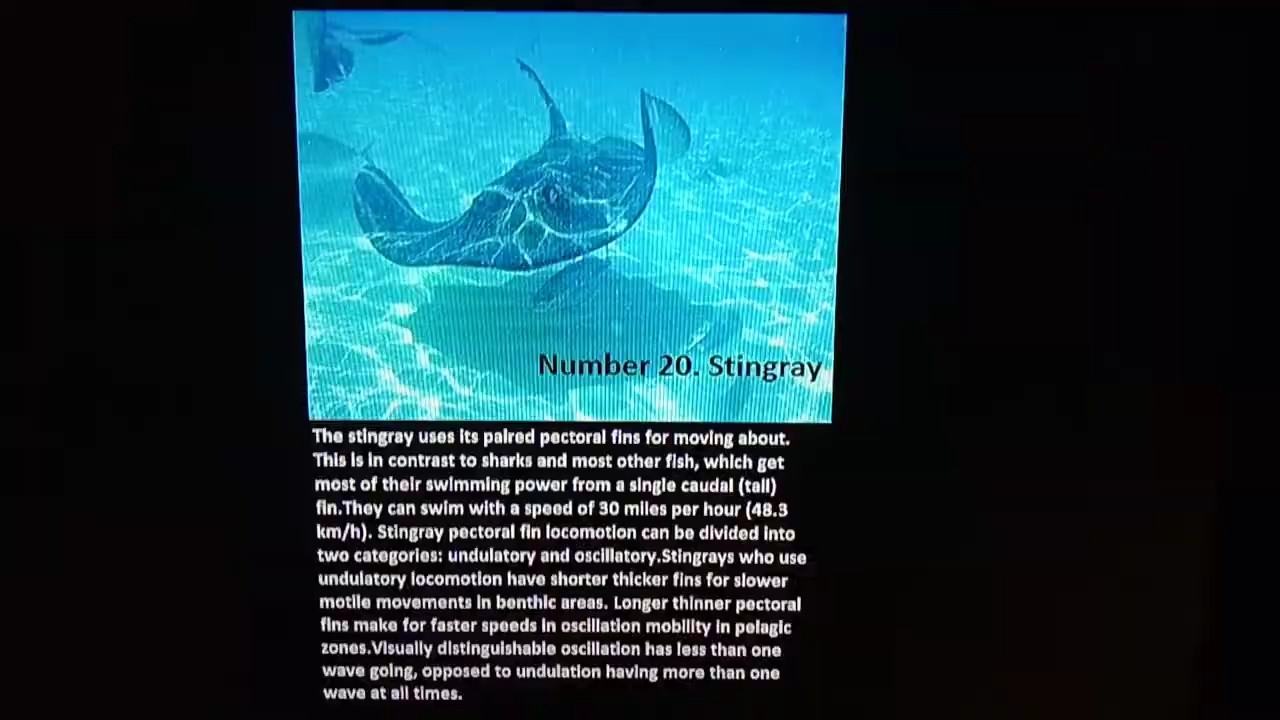 Number 20. Stingray
The stingray uses its paired pectoral fins for moving about.
This is in contrast to sharks and most other fish, which get
most of their swimming power from a single caudal (tail)
fin.They can swim with a speed of 30 miles per hour (48.3
km/h). Stingray pectoral fin locomotion can be divided into
two categories: undulatory and oscillatory.Stingrays who use
undulatory locomotion have shorter thicker fins for slower
motile movements in benthic areas. Longer thinner pectoral
fins make for faster speeds in oscillation mobility in pelagic
zones.Visually distinguishable oscillation has less than one
wave going, opposed to undulation having more than one
wave at all times.